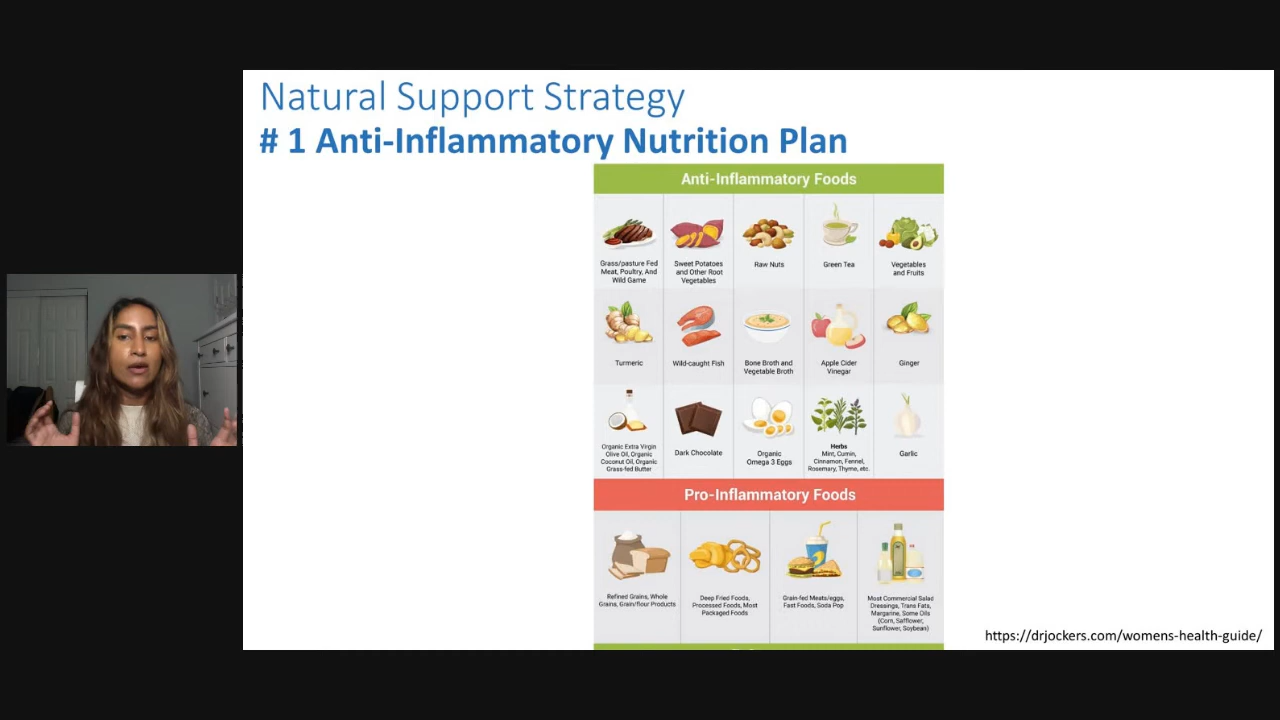 Natural Support Strategy
# 1 Anti-Inflammatory Nutrition Plan
Anti-Inflammatory Foods
Grass/pasture Fed
Meat, Poultry, And
Wild Game
Sweet Potatoes
and Other Root
Vegetables
Raw Nuts
Green Tea
Vegetables
and Fruits
Turmeric
Wild-caught Fish
Bone Broth and
Vegetable Broth
Apple Cider
Vinegar
Ginger
Organic Extra Virgin
Olive Oil, Organic
Coconut Oil, Organic
Grass-fed Butter
Dark Chocolate
Organic
Omega 3 Eggs
Herbs
Mint, Cumin,
Cinnamon, Fennel,
Rosemary, Thyme, etc.
Garlic
Pro-Inflammatory Foods
Refined Grains, Whole
Grains, Grain/flour Products
Deep Fried Foods,
Processed Foods, Most
Packaged Foods
Grain-fed Meats/eggs,
Fast Foods, Soda Pop
Most Commercial Salad
Dressings, Trans Fats,
Margarine, Some Oils
(Corn, Safflower,
Sunflower, Soybean)
https://drjockers.com/womens-health-guide/